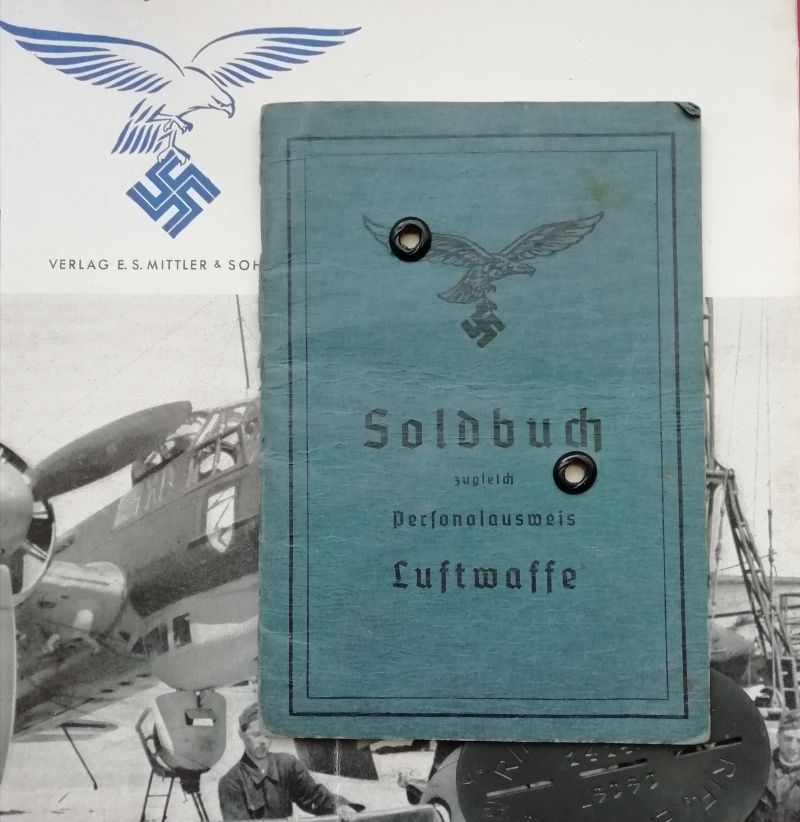 VERLAG E. S. MITTLER & SOH
Soldbuch
zugleich
Personalausweis
Luftwaffe